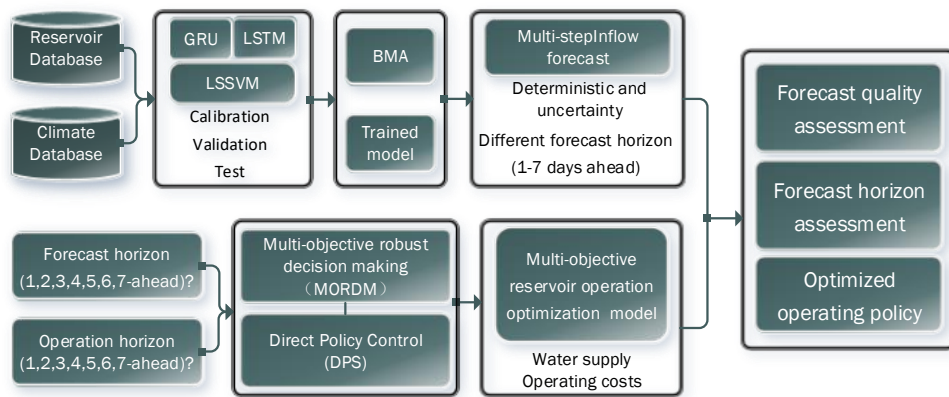 Reservoir
Database
Climate
Database
GRU
LSTM
LSSVM
Calibration
Validation
Test
BMA
Trained
model
Multi-stepInflow
forecast
Deterministic and
uncertainty
Different forecast horizon
(1-7 days ahead)
Forecast horizon
(1,2,3,4,5,6,7-ahead)?
Operation horizon
(1,2,3,4,5,6,7-ahead)?
Multi-objective robust
decision making
（MORDM）
Direct Policy Control
(DPS)
Multi-objective
reservoir operation
optimization model
Water supply
Operating costs
Forecast quality
assessment
Forecast horizon
assessment
Optimized
operating policy